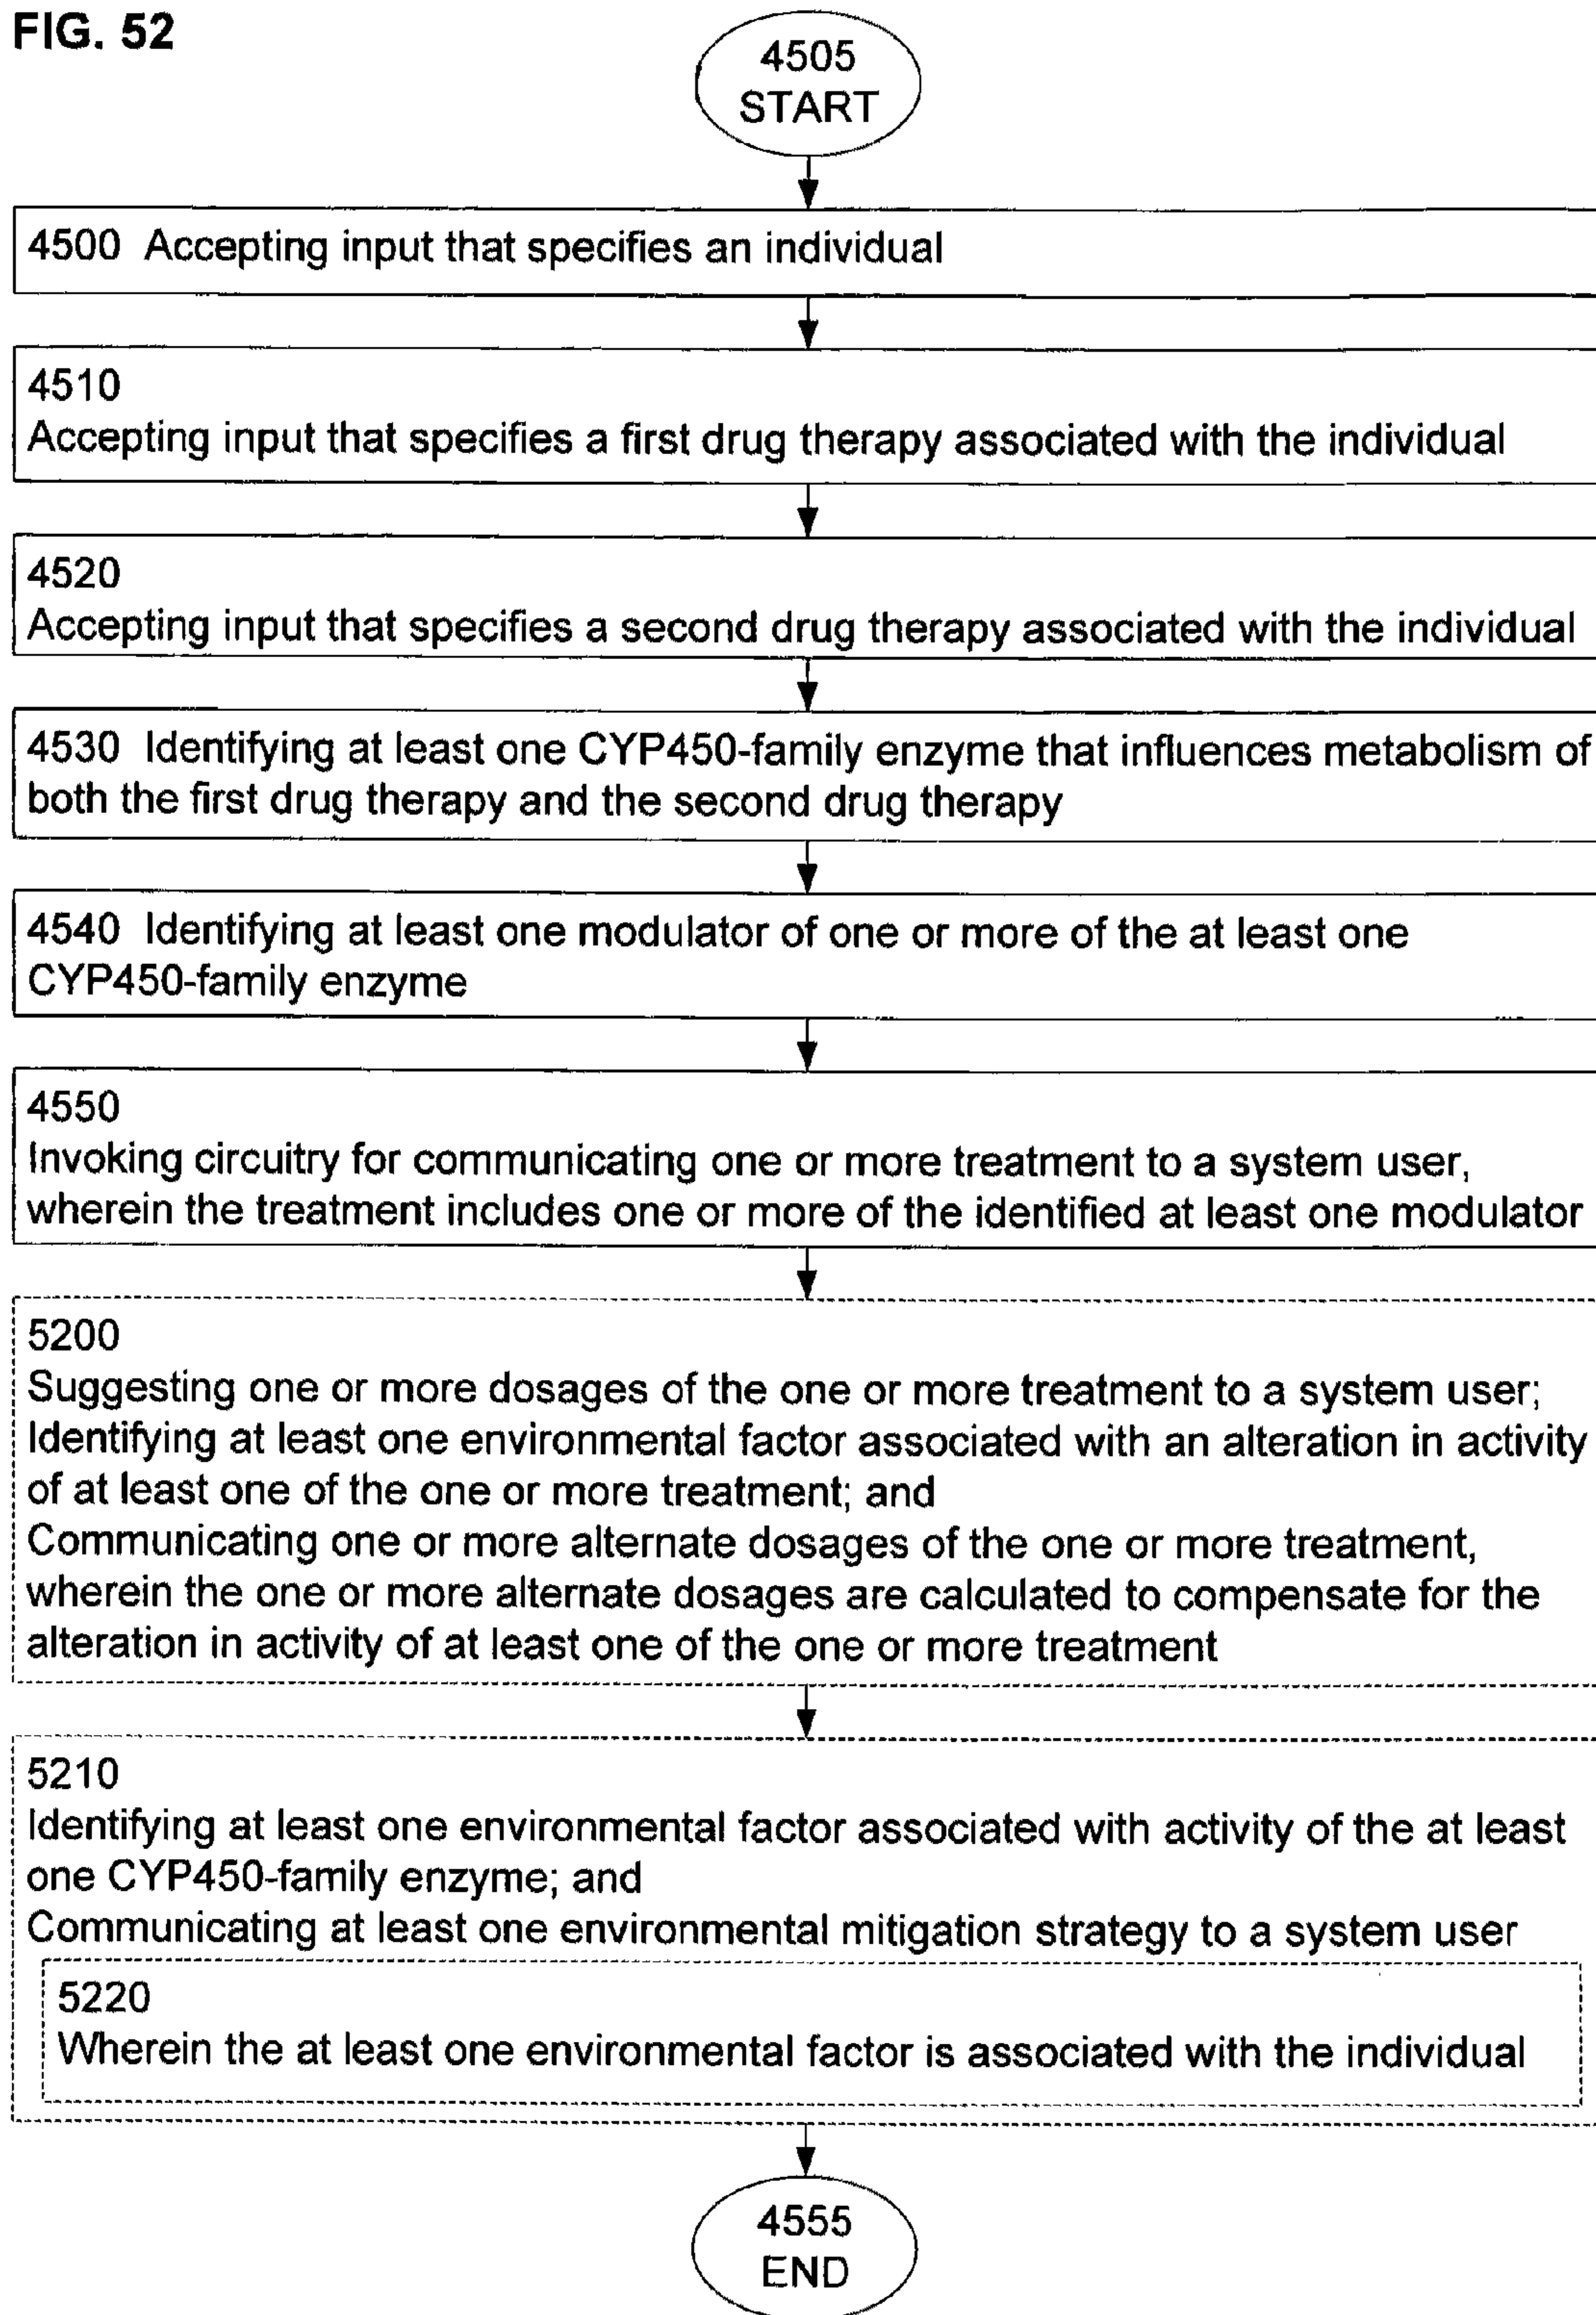 FIG. 52
4505
START
4500 Accepting input that specifies an individual
4510
Accepting input that specifies a first drug therapy associated with the individual
4520
Accepting input that specifies a second drug therapy associated with the individual
4530 Identifying at least one CYP450-family enzyme that influences metabolism of
both the first drug therapy and the second drug therapy
4540 Identifying at least one modulator of one or more of the at least one
CYP450-family enzyme
4550
Invoking circuitry for communicating one or more treatment to a system user,
wherein the treatment includes one or more of the identified at least one modulator
5200
Suggesting one or more dosages of the one or more treatment to a system user;
Identifying at least one environmental factor associated with an alteration in activity
of at least one of the one or more treatment; and
Communicating one or more alternate dosages of the one or more treatment,
wherein the one or more alternate dosages are calculated to compensate for the
alteration in activity of at least one of the one or more treatment
5210
Identifying at least one environmental factor associated with activity of the at least
one CYP450-family enzyme; and
Communicating at least one environmental mitigation strategy to a system user
5220
Wherein the at least one environmental factor is associated with the individual
4555
END